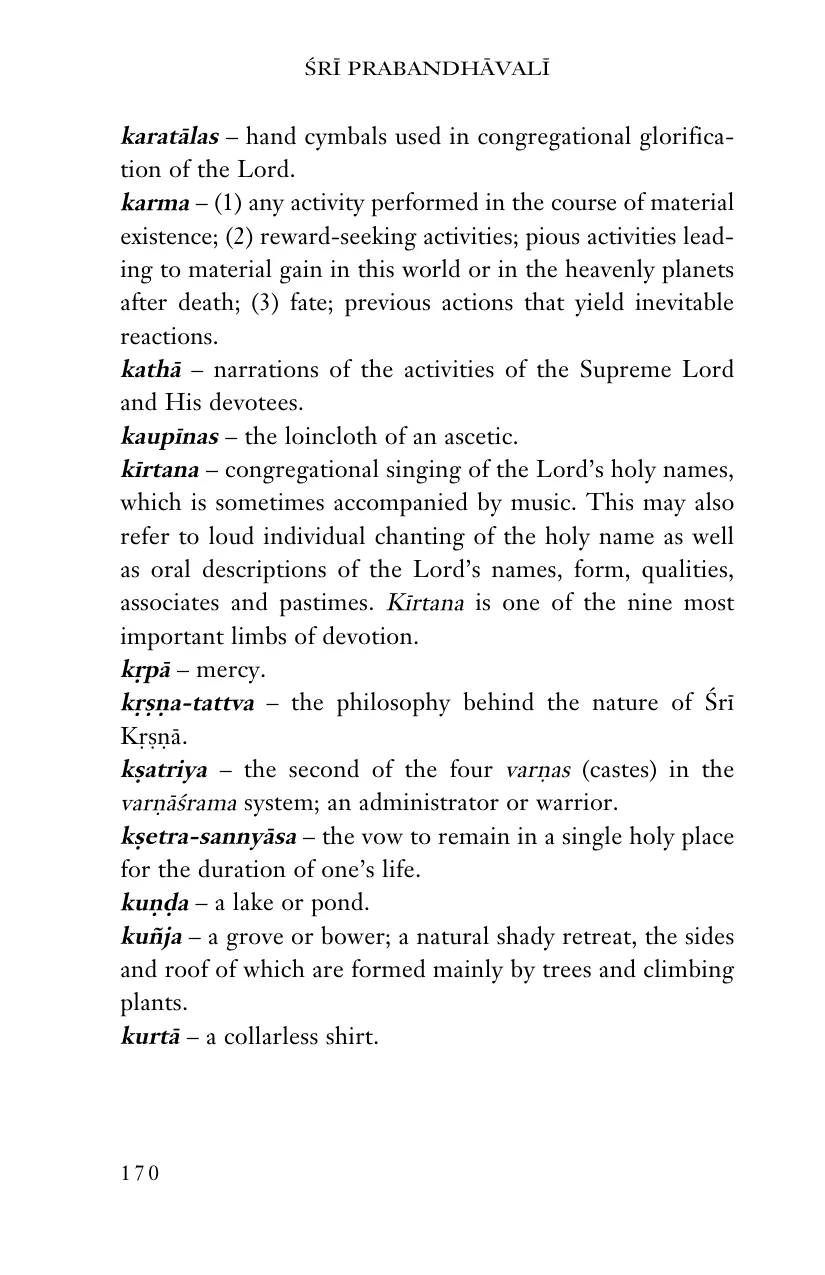 ŚRĪ PRABANDHĀVALĪ
karatālas – hand cymbals used in congregational glorifica-
tion of the Lord.
karma – (1) any activity performed in the course of material
existence; (2) reward-seeking activities; pious activities lead-
ing to material gain in this world or in the heavenly planets
after death; (3) fate; previous actions that yield inevitable
reactions.
kathā – narrations of the activities of the Supreme Lord
and His devotees.
kaupīnas – the loincloth of an ascetic.
kīrtana – congregational singing of the Lord’s holy names,
which is sometimes accompanied by music. This may also
refer to loud individual chanting of the holy name as well
as oral descriptions of the Lord’s names, form, qualities,
associates and pastimes. Kīrtana is one of the nine most
important limbs of devotion.
kṛpā – mercy.
kṛṣṇa-tattva – the philosophy behind the nature of Śrī
Kṛṣṇā.
kṣatriya – the second of the four varṇas (castes) in the
varṇāśrama system; an administrator or warrior.
kṣetra-sannyāsa – the vow to remain in a single holy place
for the duration of one’s life.
kuṇḍa – a lake or pond.
kuñja – a grove or bower; a natural shady retreat, the sides
and roof of which are formed mainly by trees and climbing
plants.
kurtā – a collarless shirt.
170